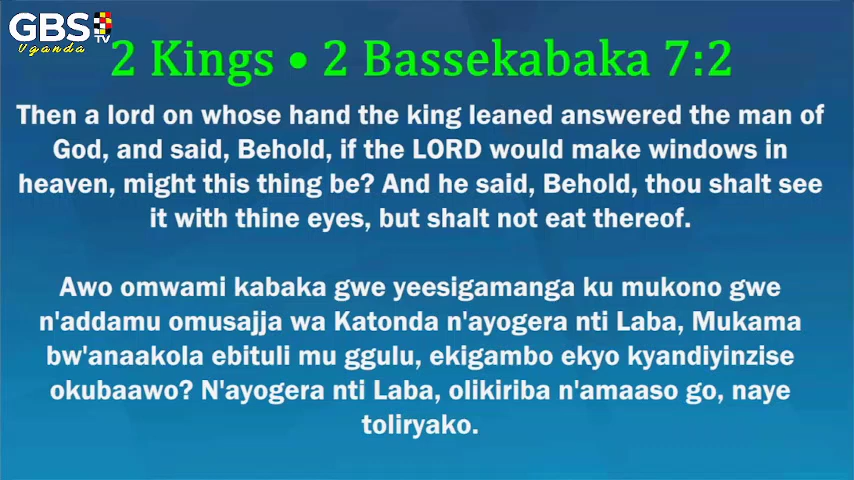 GBS
TV
Uganda
2 Kings • 2 Bassekabaka 7:2
Then a lord on whose hand the king leaned answered the man of
God, and said, Behold, if the LORD would make windows in
heaven, might this thing be? And he said, Behold, thou shalt see
it with thine eyes, but shalt not eat thereof.
Awo omwami kabaka gwe yeesigamanga ku mukono gwe
n'addamu omusajja wa Katonda n'ayogera nti Laba, Mukama
bw'anaakola ebituli mu ggulu, ekigambo ekyo kyandiyinzise
okubaawo? N'ayogera nti Laba, olikiriba n'amaaso go, naye
toliryako.